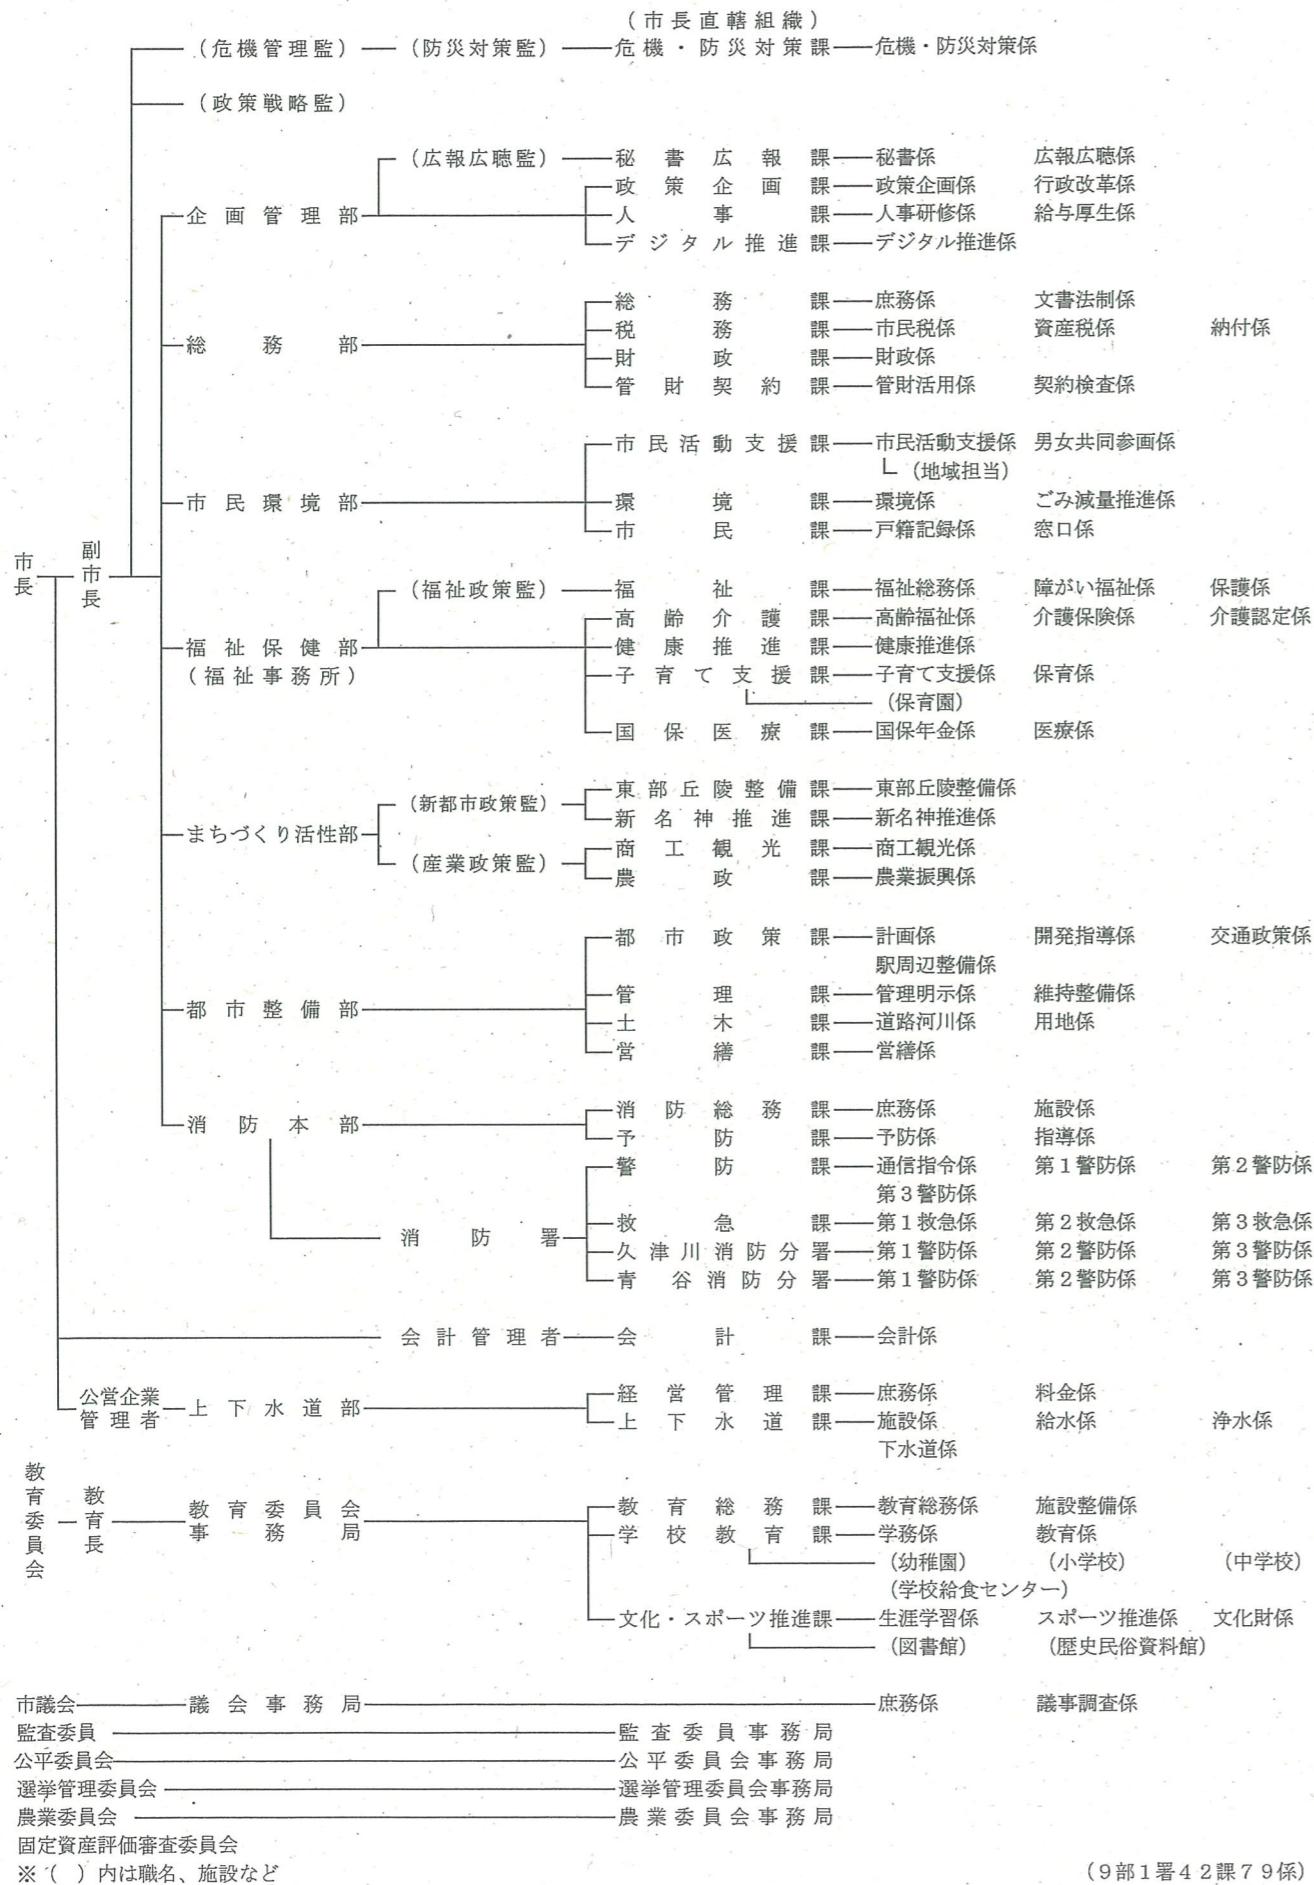 (市長直轄組織)
(危機管理監) (防災対策監) 危機・防災対策課 危機・防災対策係
(政策戦略監)
(広報広聴監) 秘書広報課 秘書係 広報広聴係
政策企画課 政策企画係 行政改革係
企画管理部 人事課 人事研修係 給与厚生係
デジタル推進課 デジタル推進係
総務課 庶務係 文書法制係
税務課 市民税係 資産税係 納付係
総務部
財政課 財政係
管財契約課 管財活用係 契約検査係
市民活動支援課 市民活動支援係 男女共同参画係
(地域担当)
市民環境部 環境課 環境係 ごみ減量推進係
市民課 戸籍記録係 窓口係
市長 副市長
(福祉政策監) 福祉課 福祉総務係 障がい福祉係 保護係
高齢介護課 高齢福祉係 介護保険係 介護認定係
福祉保健部 健康推進課 健康推進係
(福祉事務所) 子育て支援課 子育て支援係 保育係
(保育園)
国保医療課 国保年金係 医療係
東部丘陵整備課 東部丘陵整備係
(新都市政策監)
新名神推進課 新名神推進係
まちづくり活性部
商工観光課 商工観光係
(産業政策監)
農政課 農業振興係
都市政策課 計画係 開発指導係 交通政策係
駅周辺整備係
管理課 管理明示係 維持整備係
都市整備部
土木課 道路河川係 用地係
営繕課 営繕係
消防総務課 庶務係 施設係
消防本部
予防課 予防係 指導係
警防課 通信指令係 第1警防係 第2警防係
第3警防係
救急課 第1救急係 第2救急係 第3救急係
消防署
久津川消防分署 第1警防係 第2警防係 第3警防係
青谷消防分署 第1警防係 第2警防係 第3警防係
会計管理者 会計課 会計係
公営企業
管理者 上下水道部
経営管理課 庶務係 料金係
上下水道課 施設係 給水係 浄水係
下水道係
教育委員会 教育長 教育委員会
事務局
教育総務課 教育総務係 施設整備係
学校教育課 学務係 教育係
(幼稚園) (小学校) (中学校)
(学校給食センター)
文化・スポーツ推進課 生涯学習係 スポーツ推進係 文化財係
(図書館) (歴史民俗資料館)
市議会 議会事務局 庶務係 議事調査係
監査委員 監査委員事務局
公平委員会 公平委員会事務局
選挙管理委員会 選挙管理委員会事務局
農業委員会 農業委員会事務局
固定資産評価審査委員会
※( )内は職名、施設など (9部1署42課79係)